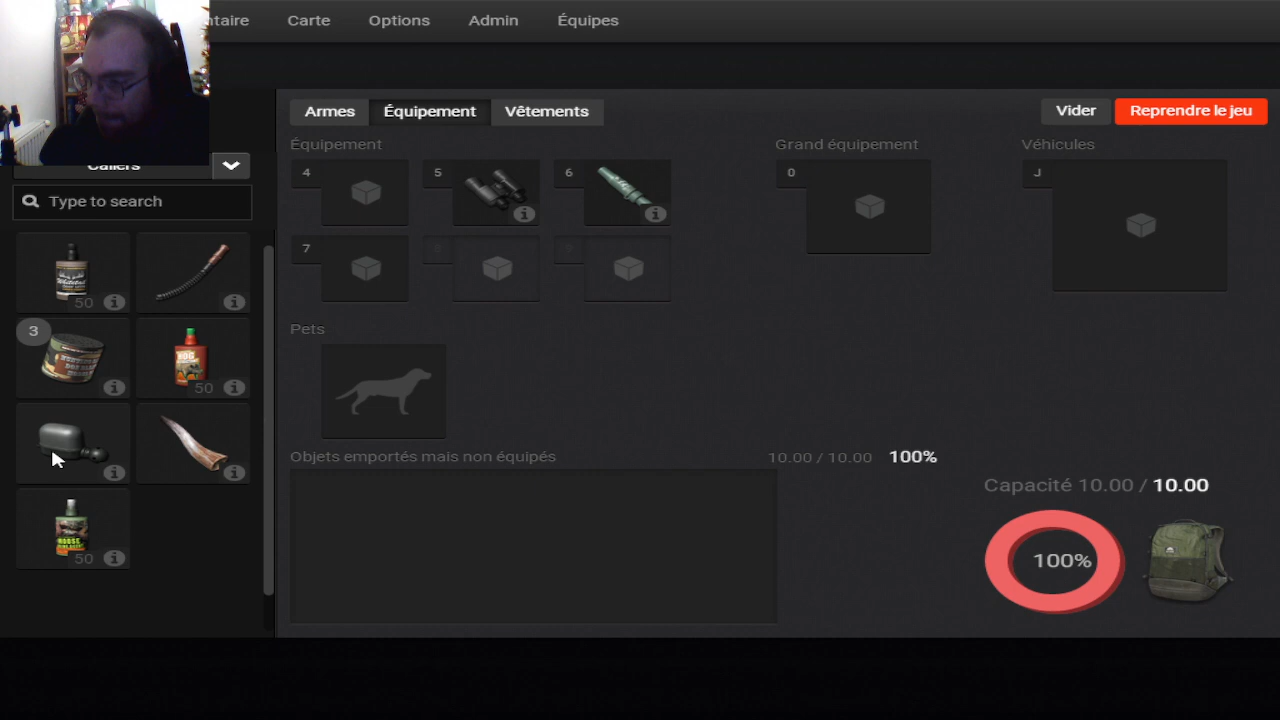 ntaire Carte Options Admin Équipes
Armes Équipement Vêtements Vider Reprendre le jeu
Callers
Type to search
Équipement Grand équipement Véhicules
4 5 6 0 J
7
50
3
50
50
Pets
Objets emportés mais non équipés 10.00 / 10.00 100%
Capacité 10.00 / 10.00
100%